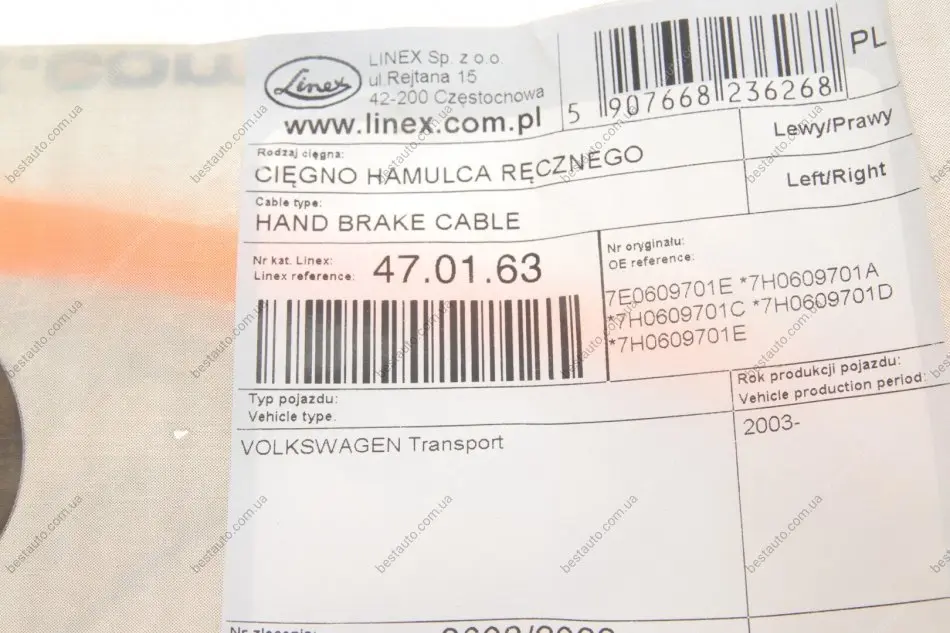 Linex
LINEX Sp. z o.o.
ul.Rejtana 15
42-200 Częstochowa
www.linex.com.pl
5 907668 236268
PL
Rodzaj cięgna:
CIĘGNO HAMULCA RĘCZNEGO
Lewy/Prawy
Cable type:
HAND BRAKE CABLE
Left/Right
Nr kat. Linex:
Linex reference:
47.01.63
Nr oryginału:
OE reference:
7E0609701E *7H0609701A
*7H0609701C *7H0609701D
*7H0609701E
Typ pojazdu:
Vehicle type.
Rok produkcji pojazdu:
Vehicle production period:
VOLKSWAGEN Transport
2003-
Nr zlecenia:
bestauto.com.ua